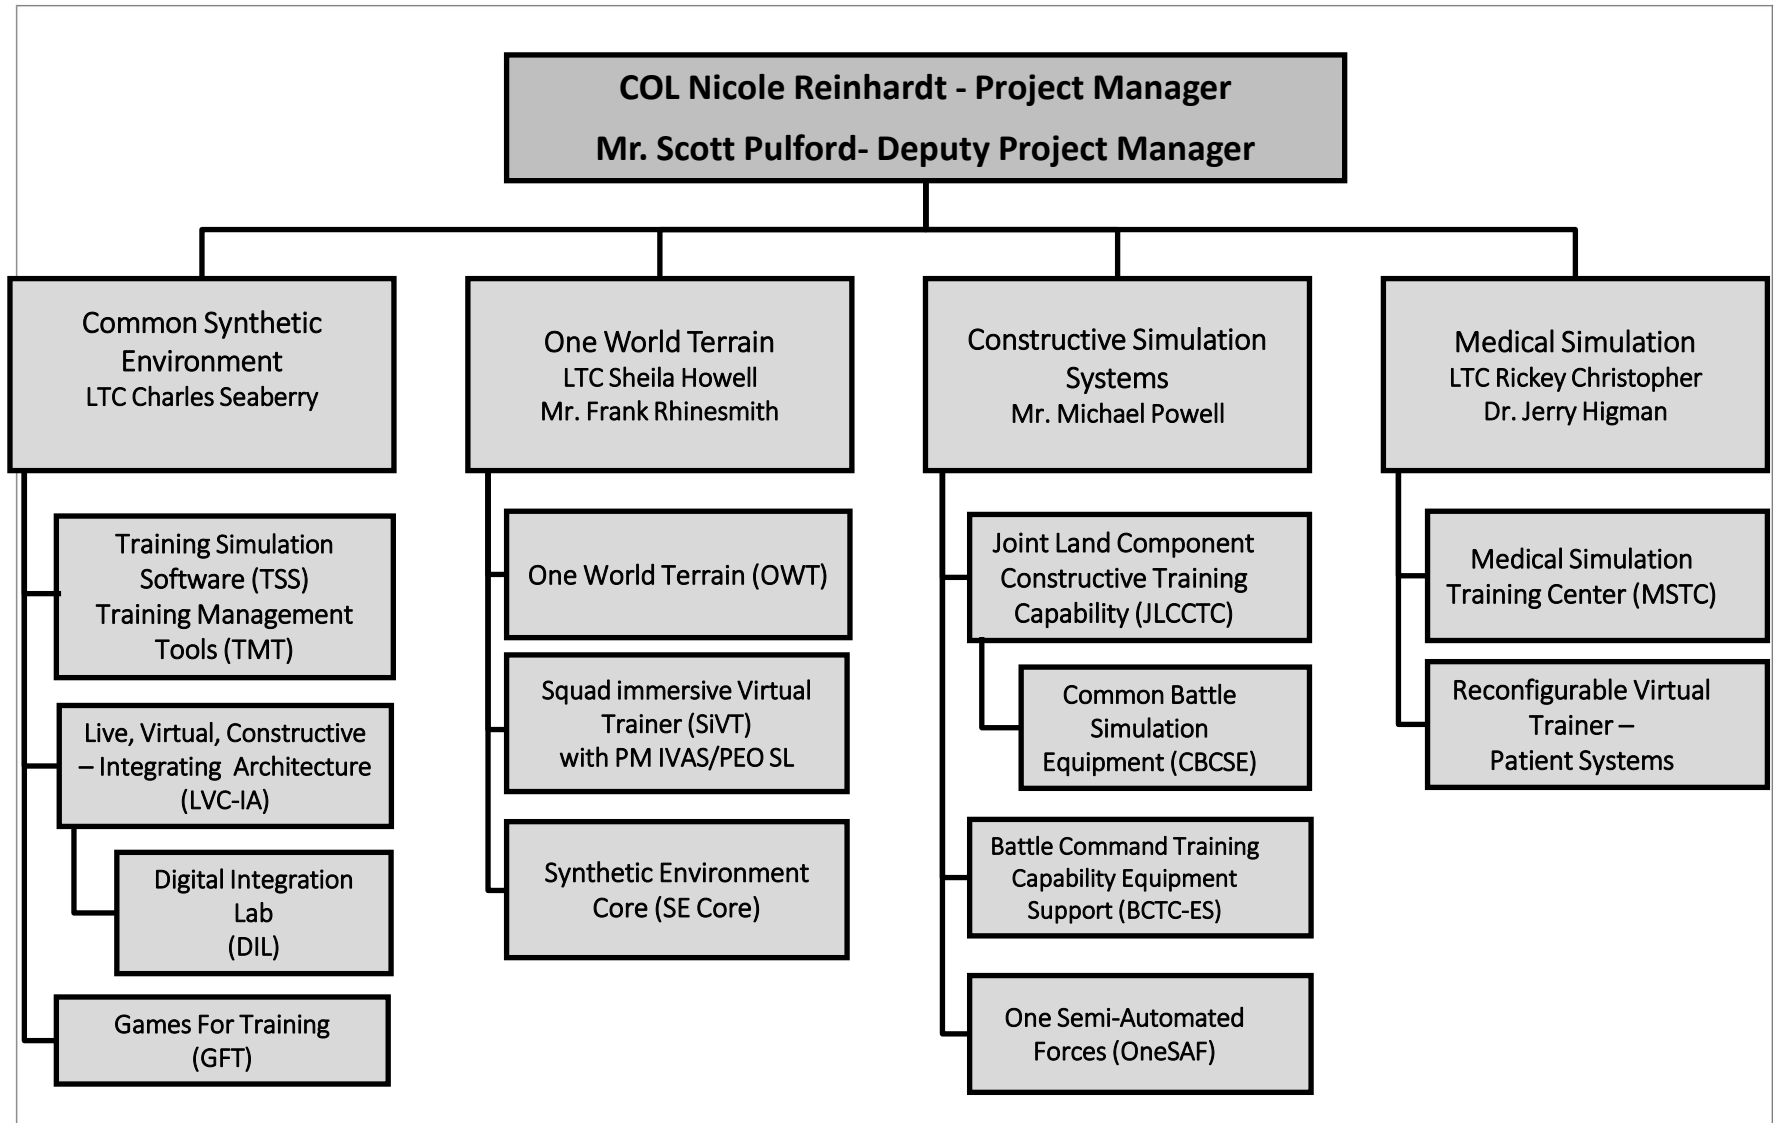 COL Nicole Reinhardt - Project Manager
Mr. Scott Pulford- Deputy Project Manager
Common Synthetic
Environment
LTC Charles Seaberry
Training Simulation
Software (TSS)
Training Management
Tools (TMT)
Live, Virtual, Constructive
– Integrating Architecture
(LVC-IA)
Digital Integration
Lab
(DIL)
Games For Training
(GFT)
One World Terrain
LTC Sheila Howell
Mr. Frank Rhinesmith
One World Terrain (OWT)
Squad immersive Virtual
Trainer (SiVT)
with PM IVAS/PEO SL
Synthetic Environment
Core (SE Core)
Constructive Simulation
Systems
Mr. Michael Powell
Joint Land Component
Constructive Training
Capability (JLCCTC)
Common Battle
Simulation
Equipment (CBCSE)
Battle Command Training
Capability Equipment
Support (BCTC-ES)
One Semi-Automated
Forces (OneSAF)
Medical Simulation
LTC Rickey Christopher
Dr. Jerry Higman
Medical Simulation
Training Center (MSTC)
Reconfigurable Virtual
Trainer –
Patient Systems